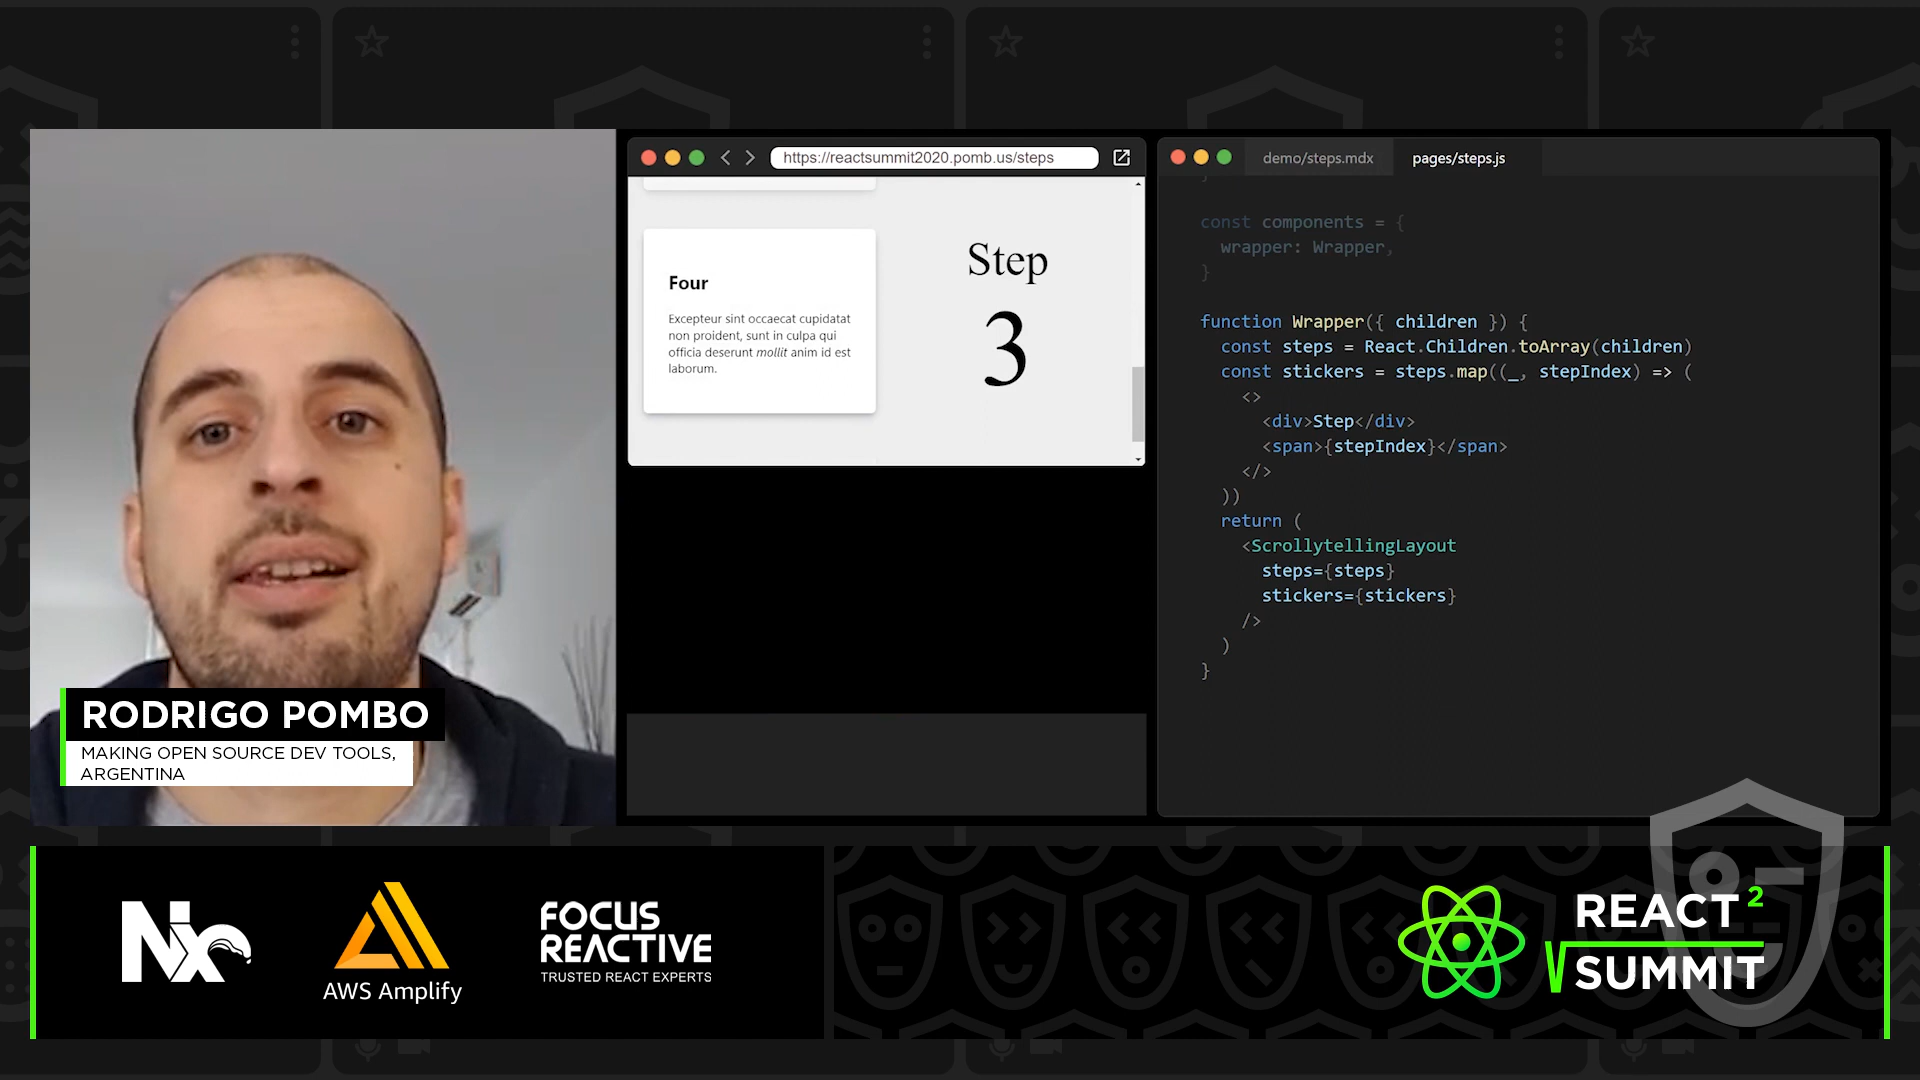 https://reactsummit2020.pomb.us/steps
Four
Excepteur sint occaecat cupidatat
non proident, sunt in culpa qui
officia deserunt mollit anim id est
laborum.
Step
3
demo/steps.mdx
pages/steps.js
}
const components = {
  wrapper: Wrapper,
}
function Wrapper({ children }) {
  const steps = React.Children.toArray(children)
  const stickers = steps.map((_, stepIndex) => (
    <>
      <div>Step</div>
      <span>{stepIndex}</span>
    </>
  ))
  return (
    <ScrollytellingLayout
      steps={steps}
      stickers={stickers}
    />
  )
}
RODRIGO POMBO
MAKING OPEN SOURCE DEV TOOLS,
ARGENTINA
Nx
AWS Amplify
FOCUS
REACTIVE
TRUSTED REACT EXPERTS
REACT 2
SUMMIT